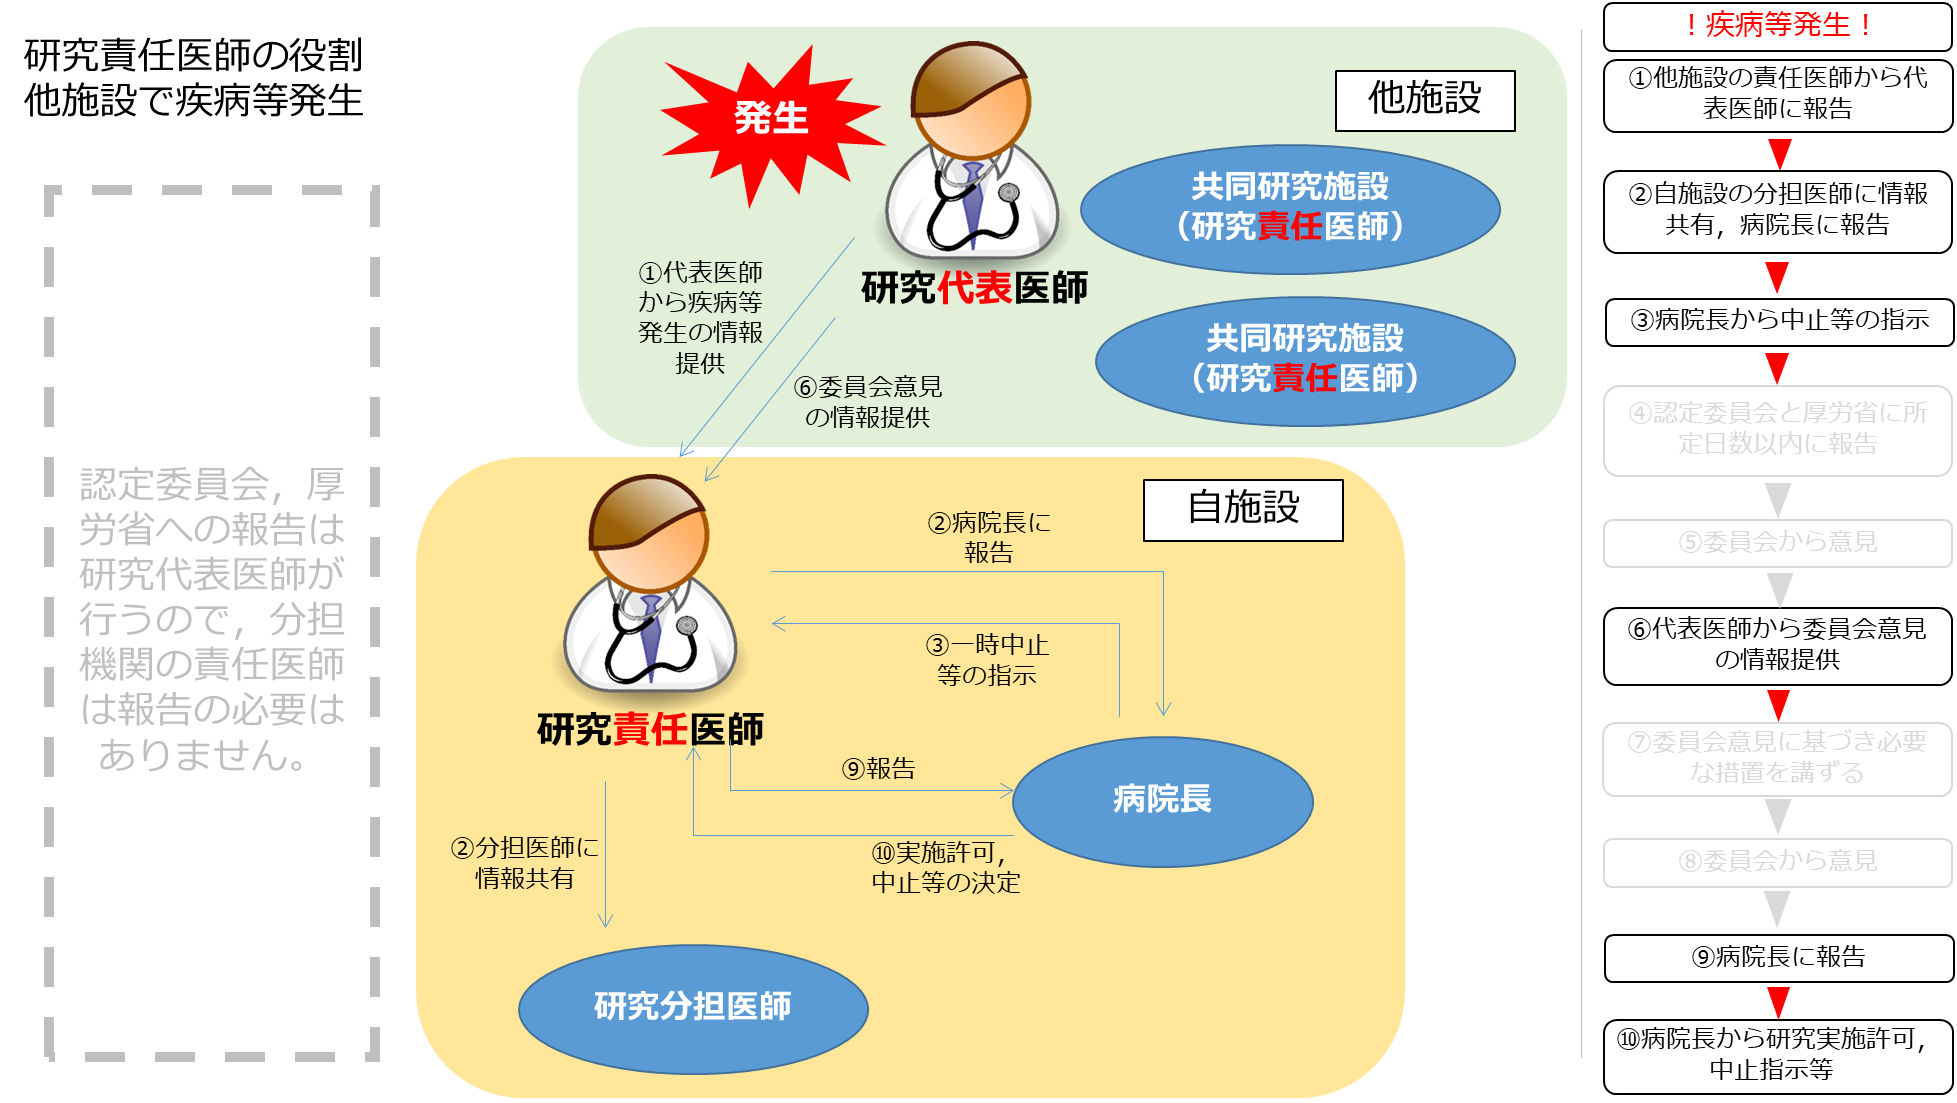 研究責任医師の役割
他施設で疾病等発生
認定委員会，厚
労省への報告は
研究代表医師が
行うので，分担
機関の責任医師
は報告の必要は
ありません。
発生
他施設
共同研究施設
（研究責任医師）
研究代表医師
共同研究施設
（研究責任医師）
①代表医師
から疾病等
発生の情報
提供
⑥委員会意見
の情報提供
自施設
②病院長に
報告
③一時中止
等の指示
研究責任医師
⑨報告
病院長
⑩実施許可，
中止等の決定
②分担医師に
情報共有
研究分担医師
！疾病等発生！
①他施設の責任医師から代
表医師に報告
②自施設の分担医師に情報
共有，病院長に報告
③病院長から中止等の指示
④認定委員会と厚労省に所
定日数以内に報告
⑤委員会から意見
⑥代表医師から委員会意見
の情報提供
⑦委員会意見に基づき必要
な措置を講ずる
⑧委員会から意見
⑨病院長に報告
⑩病院長から研究実施許可，
中止指示等